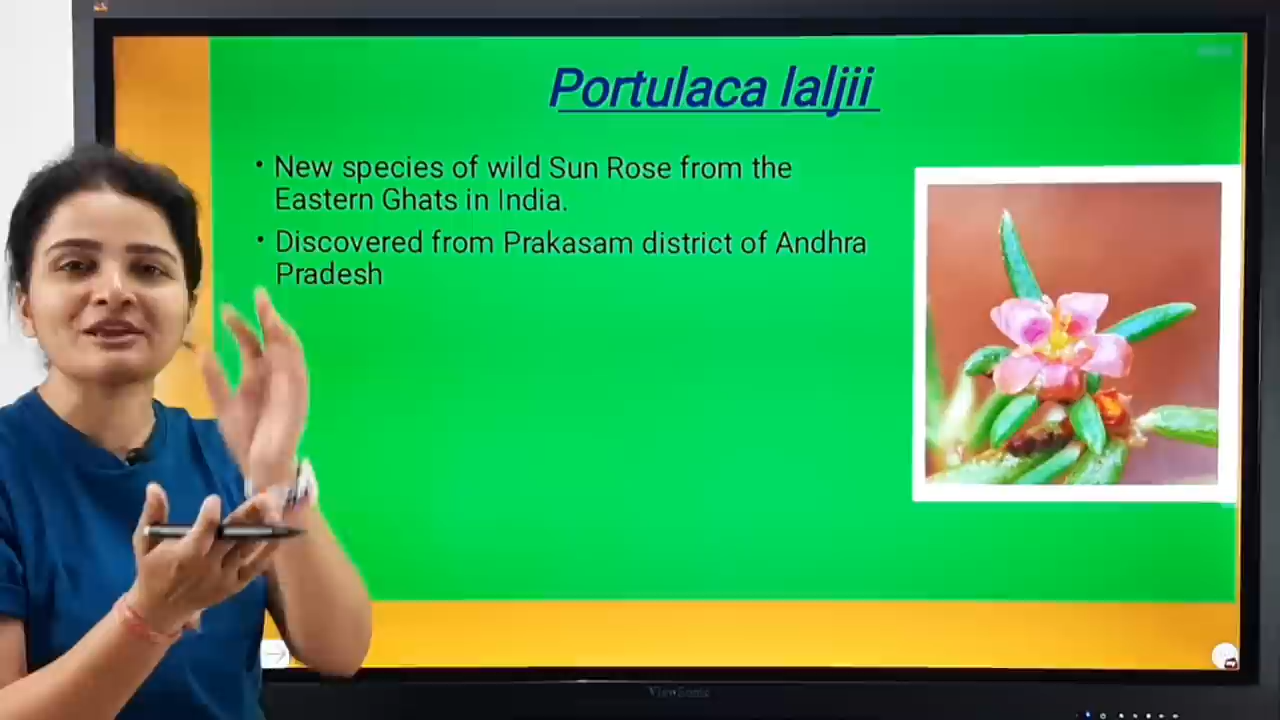 Portulaca laljii
• New species of wild Sun Rose from the
Eastern Ghats in India.
• Discovered from Prakasam district of Andhra
Pradesh
ViewSonic